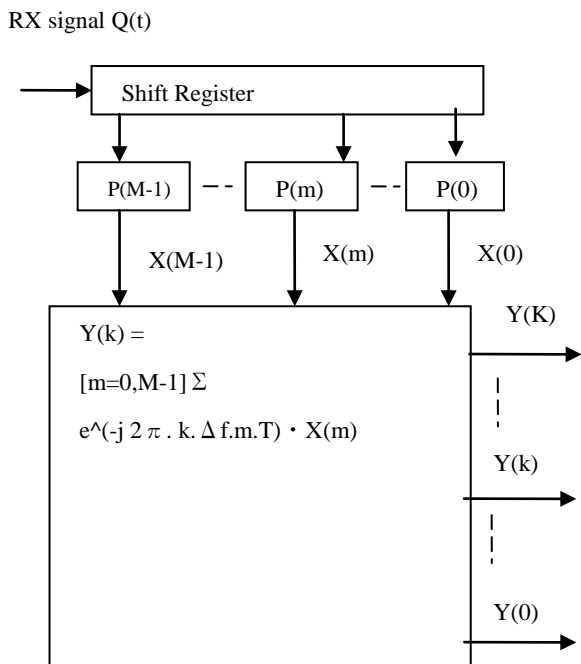 RX signal Q(t)
Shift Register
P(M-1) P(m) P(0)
X(M-1) X(m) X(0)
Y(K)
Y(k) =
[m=0,M-1] Σ
e^(-j 2 π . k. Δ f.m.T)・X(m)
Y(k)
Y(0)